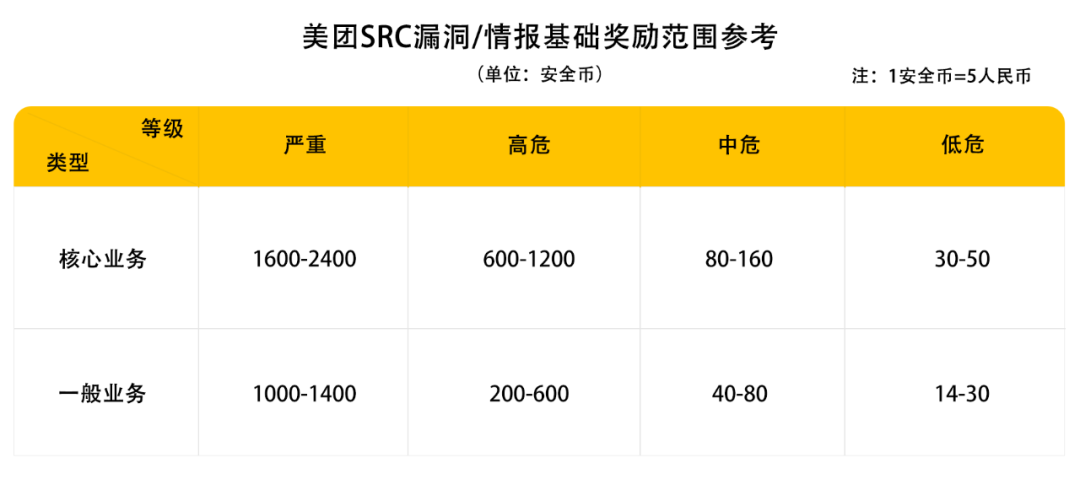 美团SRC漏洞/情报基础奖励范围参考
（单位：安全币）
注：1安全币=5人民币
等级
类型
严重 高危 中危 低危
核心业务 1600-2400 600-1200 80-160 30-50
一般业务 1000-1400 200-600 40-80 14-30